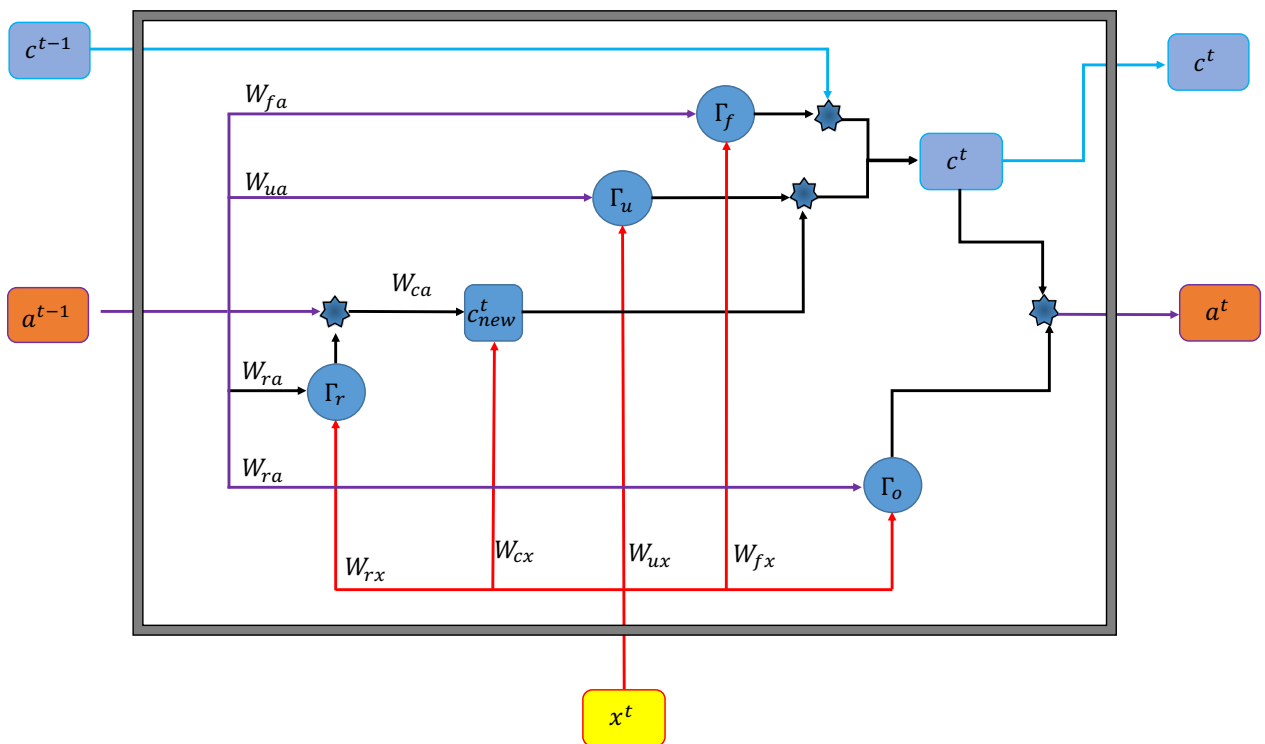 c^{t−1}
c^t
W_{fa}
Γ_f
c^t
W_{ua}
Γ_u
W_{ca}
a^{t−1}
c^t_{new}
a^t
W_{ra}
Γ_r
W_{ra}
Γ_o
W_{rx}
W_{cx}
W_{ux}
W_{fx}
x^t